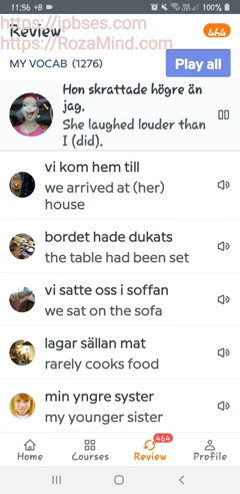 11:56 +B
100%
https://jpbses.com
https://RozaMind.com
Review
464
MY VOCAB (1276)
Play all
Hon skrattade högre än
jag.
She laughed louder than
I (did).
vi kom hem till
we arrived at (her)
house
bordet hade dukats
the table had been set
vi satte oss i soffan
we sat on the sofa
lagar sällan mat
rarely cooks food
min yngre syster
my younger sister
464
Home
Courses
Review
Profile